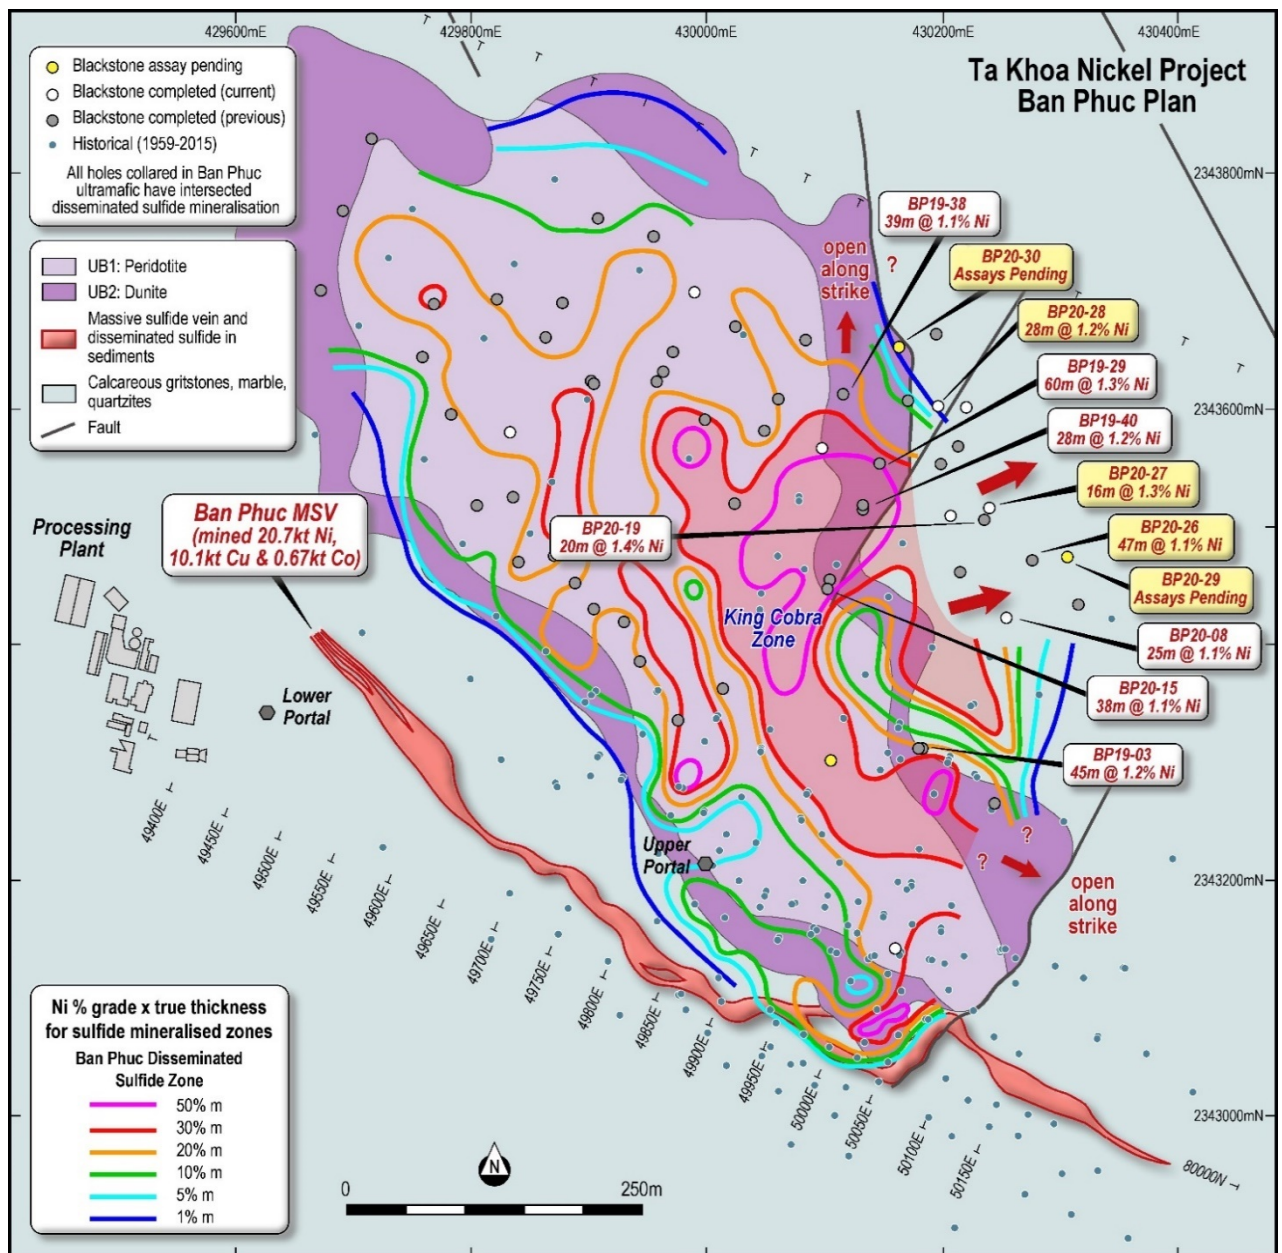 429600mE
429800mE
430000mE
430200mE
430400mE
Ta Khoa Nickel Project
Ban Phuc Plan
Blackstone assay pending
Blackstone completed (current)
Blackstone completed (previous)
Historical (1959-2015)
All holes collared in Ban Phuc
ultramafic have intersected
disseminated sulfide mineralisation
UB1: Peridotite
UB2: Dunite
Massive sulfide vein and
disseminated sulfide in
sediments
Calcareous gritstones, marble,
quartzites
Fault
2343800mN
2343600mN
2343200mN
2343000mN
BP19-38
39m @ 1.1% Ni
BP20-30
Assays Pending
BP20-28
28m @ 1.2% Ni
BP19-29
60m @ 1.3% Ni
BP19-40
28m @ 1.2% Ni
BP20-27
16m @ 1.3% Ni
BP20-26
47m @ 1.1% Ni
BP20-29
Assays Pending
BP20-08
25m @ 1.1% Ni
BP20-15
38m @ 1.1% Ni
BP19-03
45m @ 1.2% Ni
BP20-19
20m @ 1.4% Ni
open
along
strike
?
King Cobra
Zone
Ban Phuc MSV
(mined 20.7kt Ni,
10.1kt Cu & 0.67kt Co)
Processing
Plant
Lower
Portal
Upper
Portal
?
?
open
along
strike
49400E
49450E
49500E
49550E
49600E
49650E
49700E
49750E
49800E
49850E
49900E
49950E
50000E
50050E
50100E
50150E
80000N
Ni % grade x true thickness
for sulfide mineralised zones
Ban Phuc Disseminated
Sulfide Zone
50% m
30% m
20% m
10% m
5% m
1% m
N
0
250m